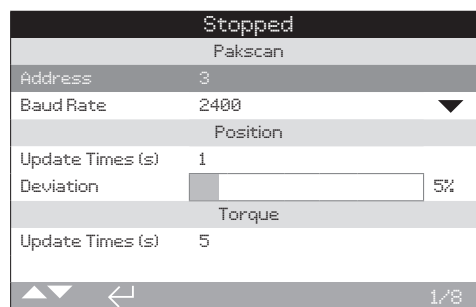 Stopped
Pakscan
Address 3
Baud Rate 2400
Position
Update Times (s) 1
Deviation 5%
Torque
Update Times (s) 5
1/8